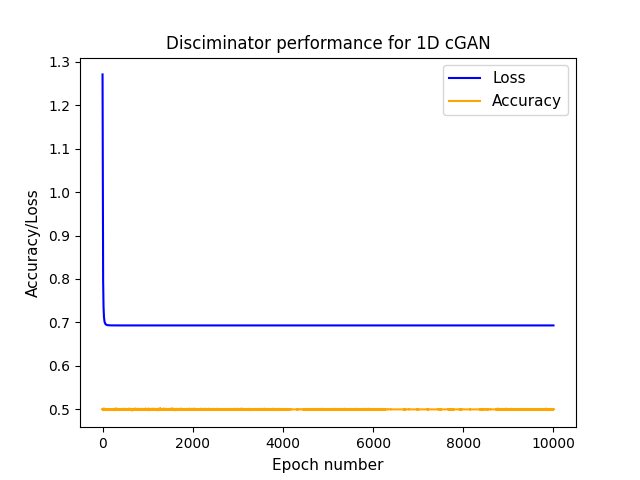 Disciminator performance for 1D cGAN
Loss
Accuracy
Accuracy/Loss
1.3
1.2
1.1
1.0
0.9
0.8
0.7
0.6
0.5
0 2000 4000 6000 8000 10000
Epoch number